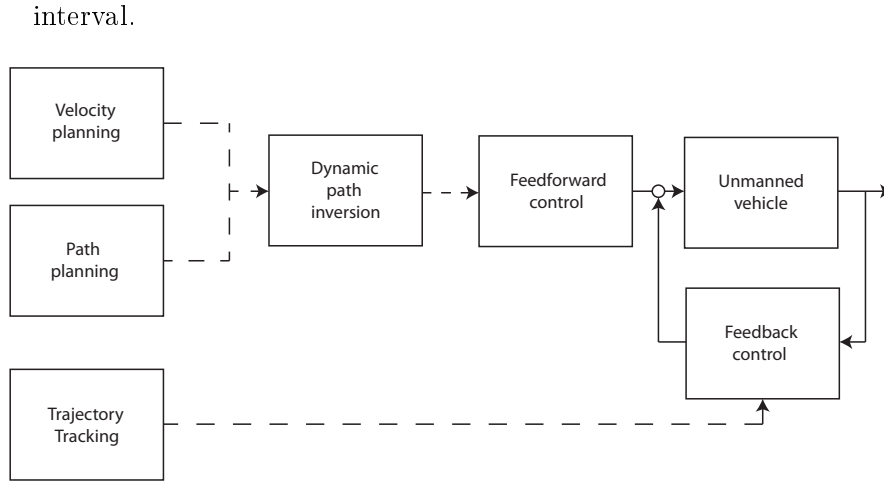 interval.
Velocity
planning
Dynamic
path
inversion
Feedforward
control
Unmanned
vehicle
Path
planning
Feedback
control
Trajectory
Tracking